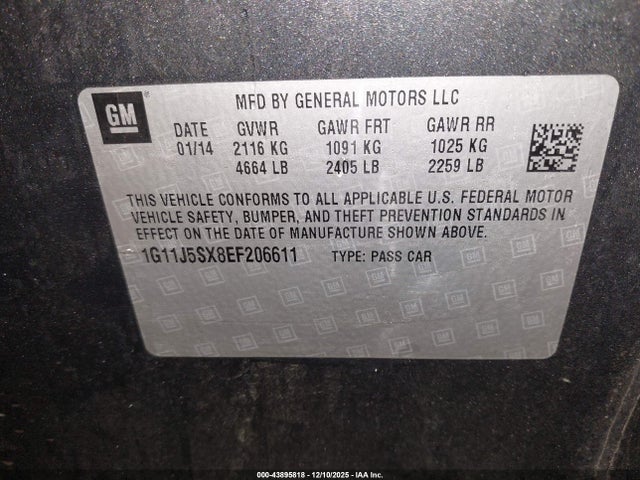 GM
MFD BY GENERAL MOTORS LLC
DATE GVWR GAWR FRT GAWR RR
01/14 2116 KG 1091 KG 1025 KG
4664 LB 2405 LB 2259 LB
THIS VEHICLE CONFORMS TO ALL APPLICABLE U.S. FEDERAL MOTOR
VEHICLE SAFETY, BUMPER, AND THEFT PREVENTION STANDARDS IN
EFFECT ON THE DATE OF MANUFACTURE SHOWN ABOVE.
1G11J5SX8EF206611 TYPE: PASS CAR
000-43895818 - 12/10/2025 - IAA Inc.